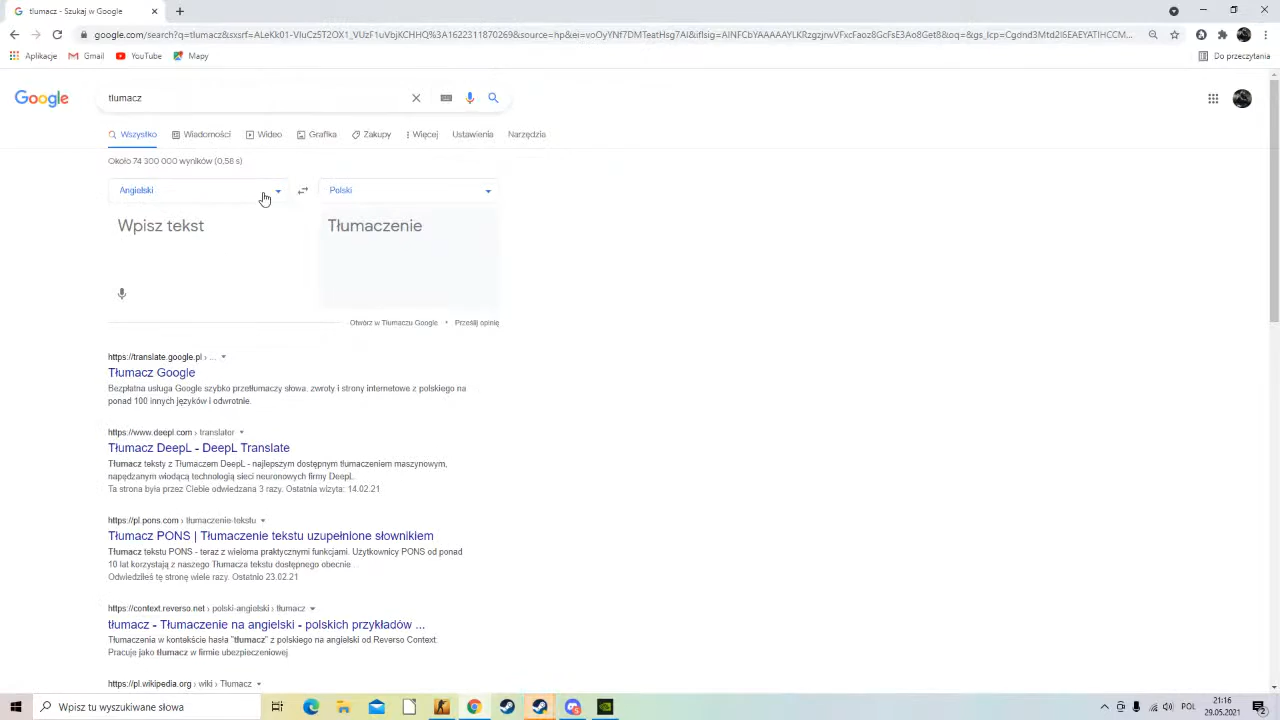 tłumacz - Szukaj w Google
google.com/search?q=tłumacz&sxsrf=
Aplikacje Gmail YouTube Mapy Do przeczytania
Google tłumacz
Wszystko Wiadomości Wideo Grafika Zakupy Więcej Ustawienia Narzędzia
Około 74 300 000 wyników (0,58 s)
Angielski Polski
Wpisz tekst Tłumaczenie
Otwórz w Tłumaczu Google • Prześlij opinię
https://translate.google.pl › ...
Tłumacz Google
Bezpłatna usługa Google szybko przetłumaczy słowa, zwroty i strony internetowe z polskiego na
ponad 100 innych języków i odwrotnie.
https://www.deepl.com › translator
Tłumacz DeepL - DeepL Translate
Tłumacz teksty z Tłumaczem DeepL - najlepszym dostępnym tłumaczeniem maszynowym,
napędzanym wiodącą technologią sieci neuronowych firmy DeepL.
Ta strona była przez Ciebie odwiedzana 3 razy. Ostatnia wizyta: 14.02.21
https://pl.pons.com › tłumaczenie-tekstu
Tłumacz PONS | Tłumaczenie tekstu uzupełnione słownikiem
Tłumacz tekstu PONS - teraz z wieloma praktycznymi funkcjami. Użytkownicy PONS od ponad
10 lat korzystają z naszego Tłumacza tekstu dostępnego obecnie ...
Odwiedziłeś tę stronę wiele razy. Ostatnio 23.02.21
https://context.reverso.net › polski-angielski › tłumacz
tłumacz - Tłumaczenie na angielski - polskich przykładów ...
Tłumaczenia w kontekście hasła "tłumacz" z polskiego na angielski od Reverso Context:
Pracuję jako tłumacz w firmie ubezpieczeniowej
https://pl.wikipedia.org › wiki › Tłumacz
Wpisz tu wyszukiwane słowa POL 21:16
29.05.2021